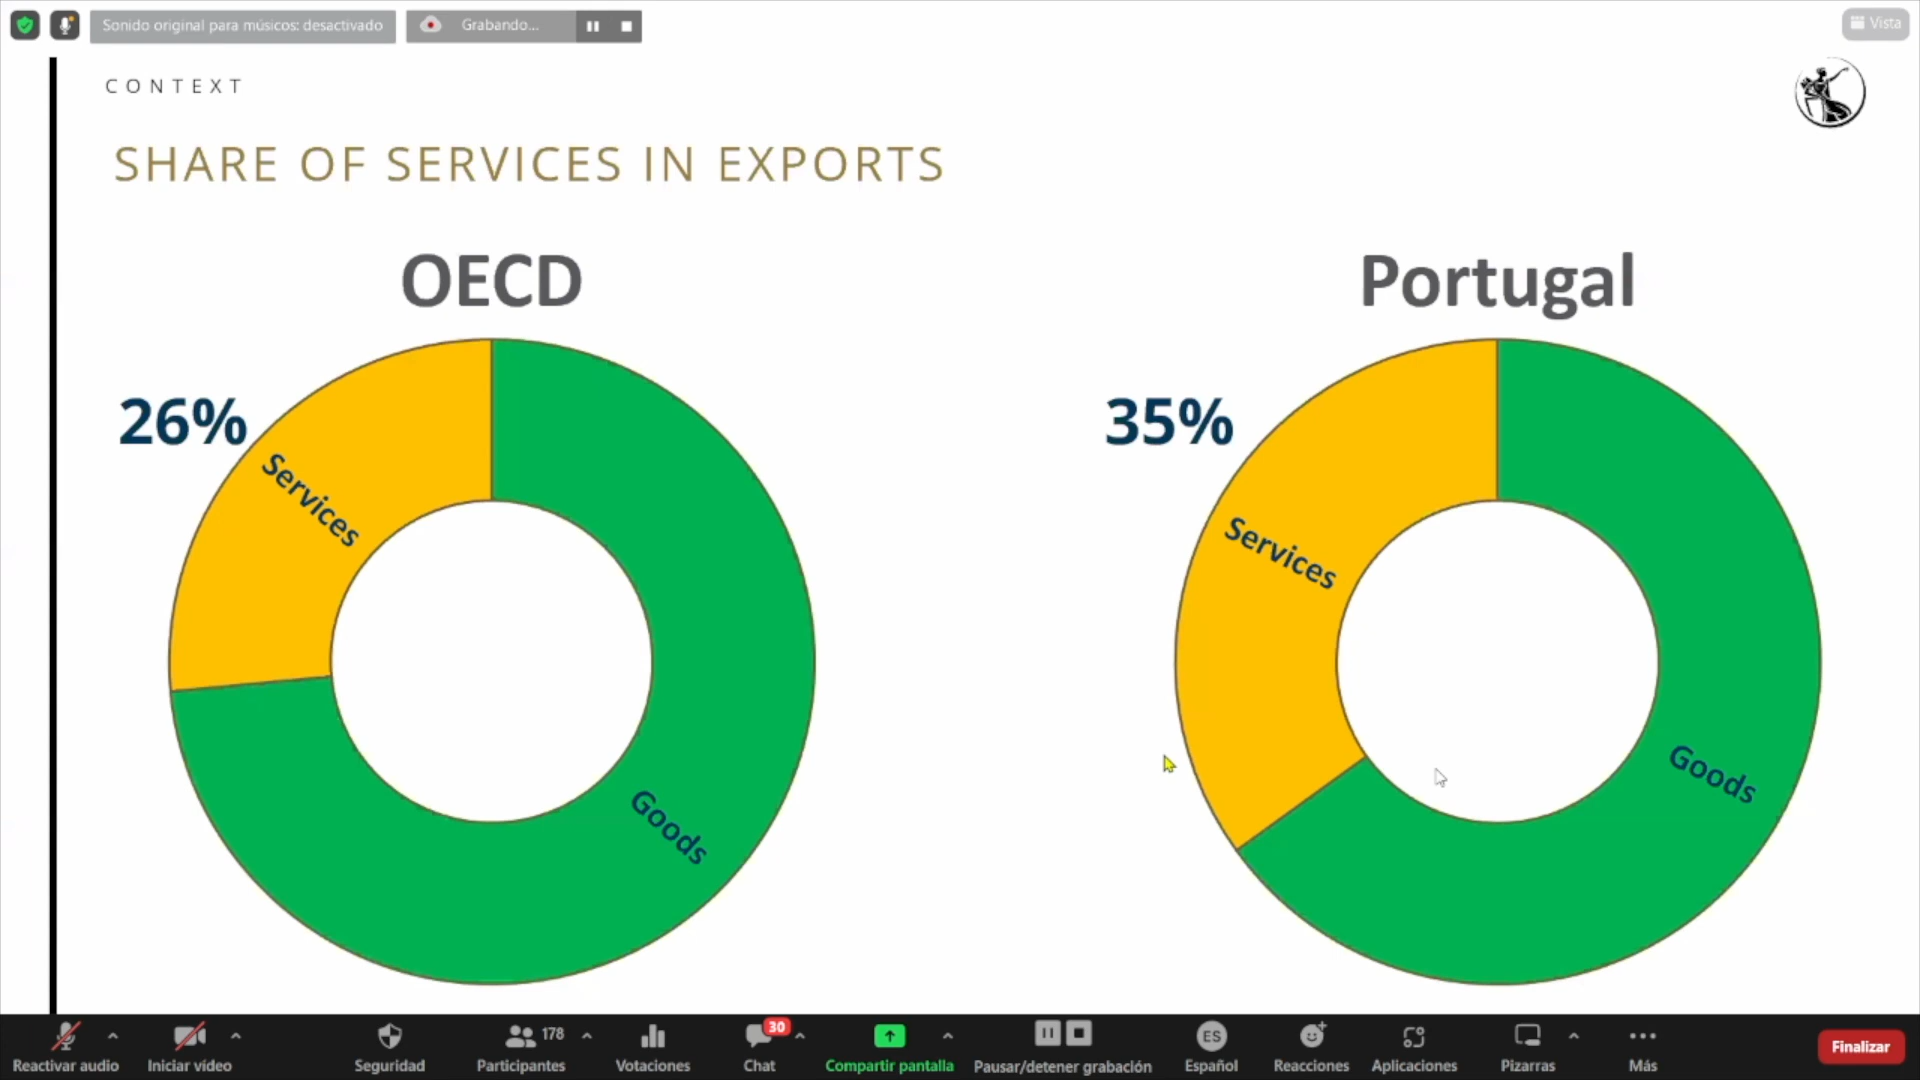 Sonido original para músicos: desactivado
Grabando...
Vista
CONTEXT
SHARE OF SERVICES IN EXPORTS
OECD
Portugal
26%
35%
Services
Services
Goods
Goods
178
30
ES
Reactivar audio
Iniciar vídeo
Seguridad
Participantes
Votaciones
Chat
Compartir pantalla
Pausar/detener grabación
Español
Reacciones
Aplicaciones
Pizarras
Más
Finalizar